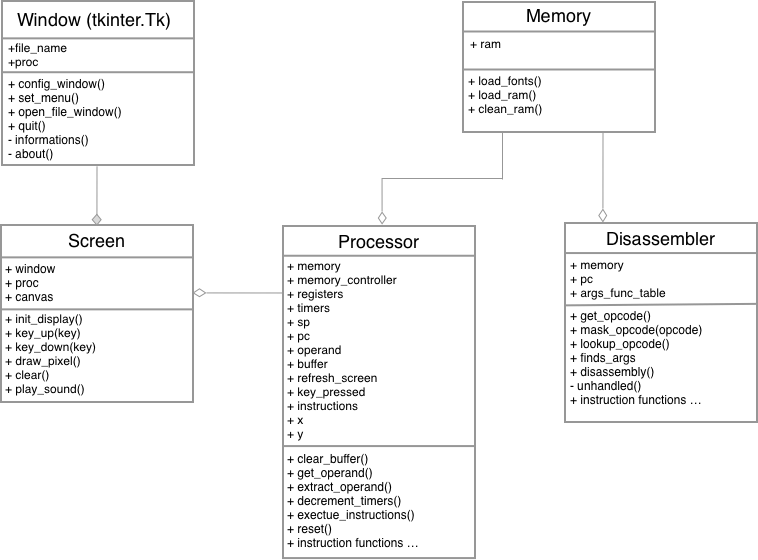 Window (tkinter.Tk)
+file_name
+proc
+ config_window()
+ set_menu()
+ open_file_window()
+ quit()
- informations()
- about()
Memory
+ ram
+ load_fonts()
+ load_ram()
+ clean_ram()
Screen
+ window
+ proc
+ canvas
+ init_display()
+ key_up(key)
+ key_down(key)
+ draw_pixel()
+ clear()
+ play_sound()
Processor
+ memory
+ memory_controller
+ registers
+ timers
+ sp
+ pc
+ operand
+ buffer
+ refresh_screen
+ key_pressed
+ instructions
+ x
+ y
+ clear_buffer()
+ get_operand()
+ extract_operand()
+ decrement_timers()
+ exectue_instructions()
+ reset()
+ instruction functions …
Disassembler
+ memory
+ pc
+ args_func_table
+ get_opcode()
+ mask_opcode(opcode)
+ lookup_opcode()
+ finds_args
+ disassembly()
- unhandled()
+ instruction functions …